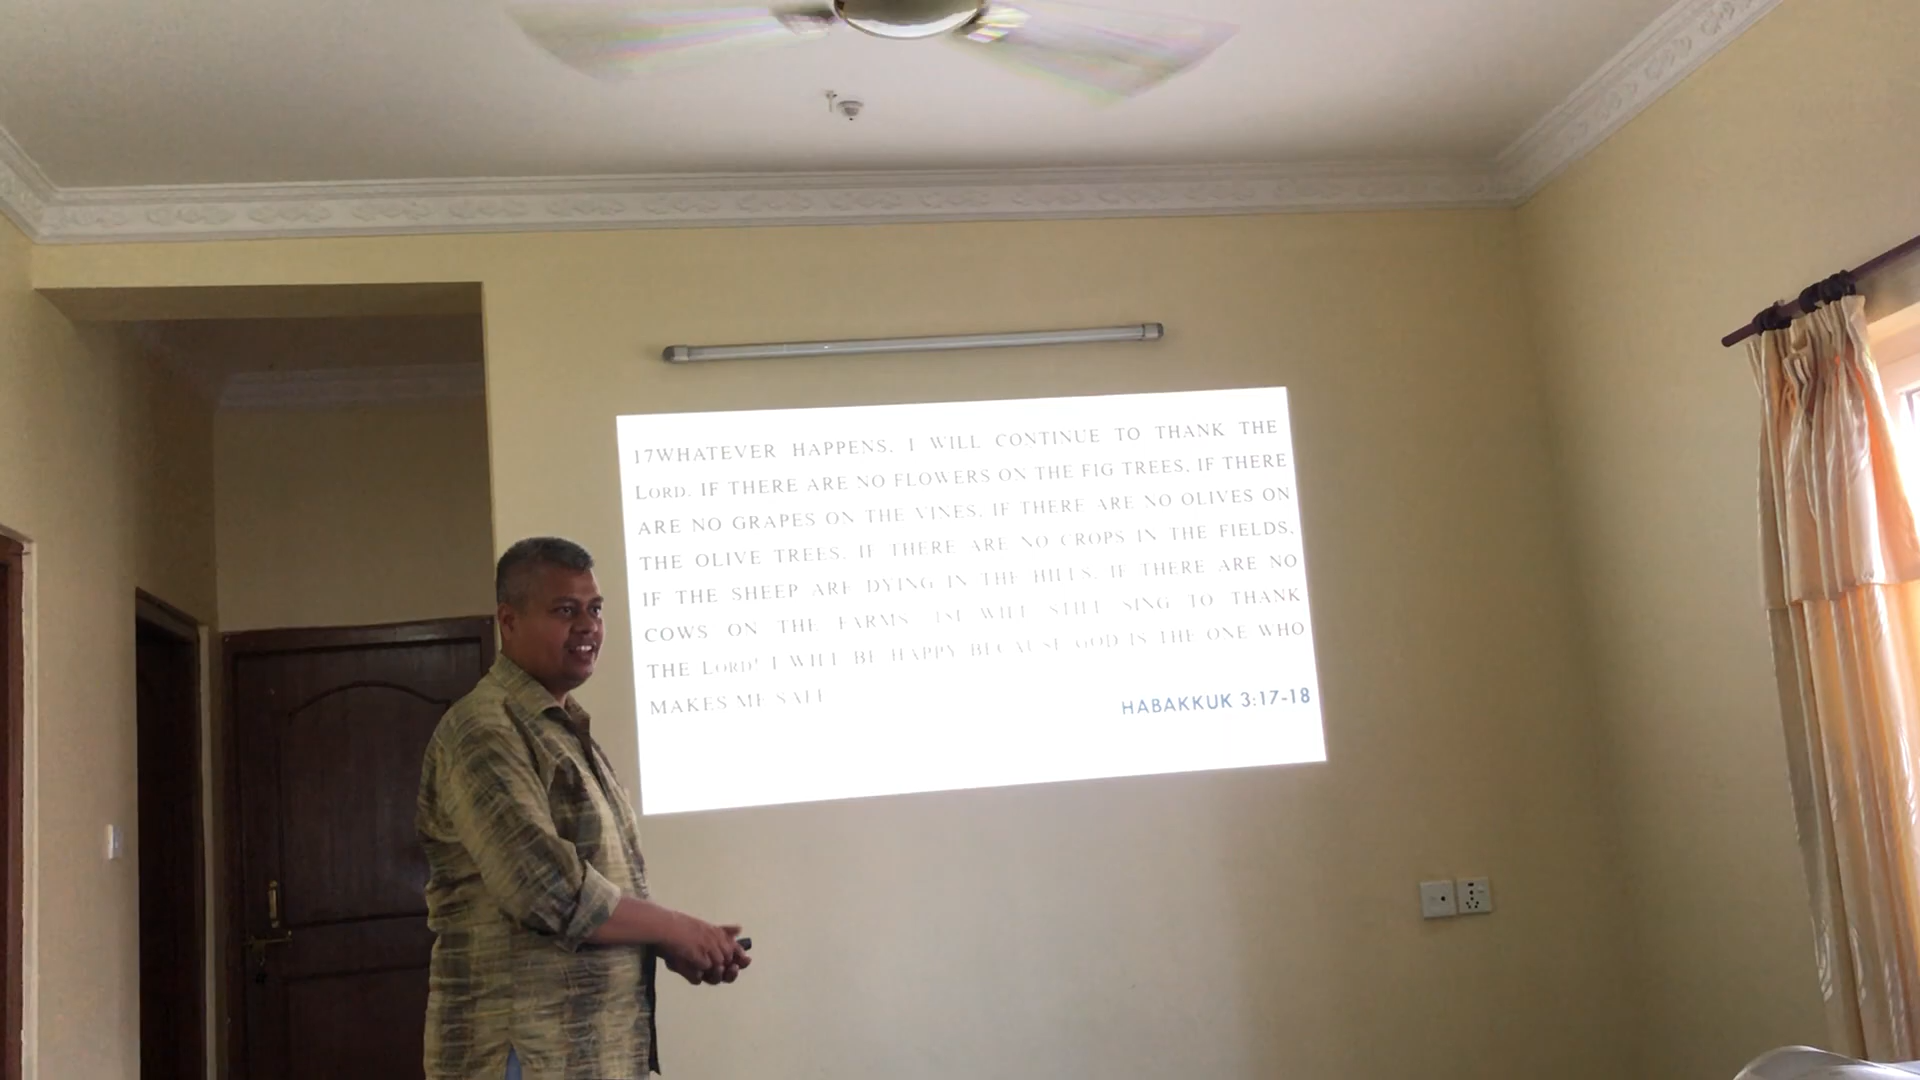 17WHATEVER HAPPENS, I WILL CONTINUE TO THANK THE
LORD. IF THERE ARE NO FLOWERS ON THE FIG TREES, IF THERE
ARE NO GRAPES ON THE VINES, IF THERE ARE NO OLIVES ON
THE OLIVE TREES, IF THERE ARE NO CROPS IN THE FIELDS,
IF THE SHEEP ARE DYING IN THE HILLS, IF THERE ARE NO
COWS ON THE FARMS WILL STILL SING TO THANK
THE LORD! I WILL BE HAPPY BECAUSE GOD IS THE ONE WHO
MAKES ME SAFE
HABAKKUK 3:17-18